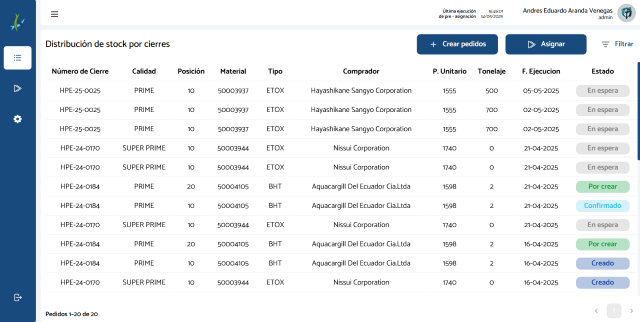 Última ejecución 16:26:24 Andres Eduardo Aranda Venegas
de pre - asignación 12/05/2025 admin
Distribución de stock por cierres + Crear pedidos Asignar Filtrar
Número de Cierre Calidad Posición Material Tipo Comprador P. Unitario Tonelaje F. Ejecucion Estado
HPE-25-0025 PRIME 10 50003937 ETOX Hayashikane Sangyo Corporation 1555 500 05-05-2025 En espera
HPE-25-0025 PRIME 10 50003937 ETOX Hayashikane Sangyo Corporation 1555 700 02-05-2025 En espera
HPE-25-0025 PRIME 10 50003937 ETOX Hayashikane Sangyo Corporation 1555 700 02-05-2025 En espera
HPE-24-0170 SUPER PRIME 10 50003944 ETOX Nissui Corporation 1740 0 21-04-2025 En espera
HPE-24-0170 SUPER PRIME 10 50003944 ETOX Nissui Corporation 1740 0 21-04-2025 En espera
HPE-24-0184 PRIME 20 50004105 BHT Aquacargill Del Ecuador Cia.Ltda 1598 2 21-04-2025 Por crear
HPE-24-0184 PRIME 10 50004105 BHT Aquacargill Del Ecuador Cia.Ltda 1598 2 21-04-2025 Confirmado
HPE-24-0170 SUPER PRIME 10 50003944 ETOX Nissui Corporation 1740 0 21-04-2025 En espera
HPE-24-0184 PRIME 20 50004105 BHT Aquacargill Del Ecuador Cia.Ltda 1598 2 16-04-2025 Por crear
HPE-24-0184 PRIME 10 50004105 BHT Aquacargill Del Ecuador Cia.Ltda 1598 2 16-04-2025 Creado
HPE-24-0170 SUPER PRIME 10 50003944 ETOX Nissui Corporation 1740 0 16-04-2025 Creado
Pedidos 1-20 de 20 < 1 >